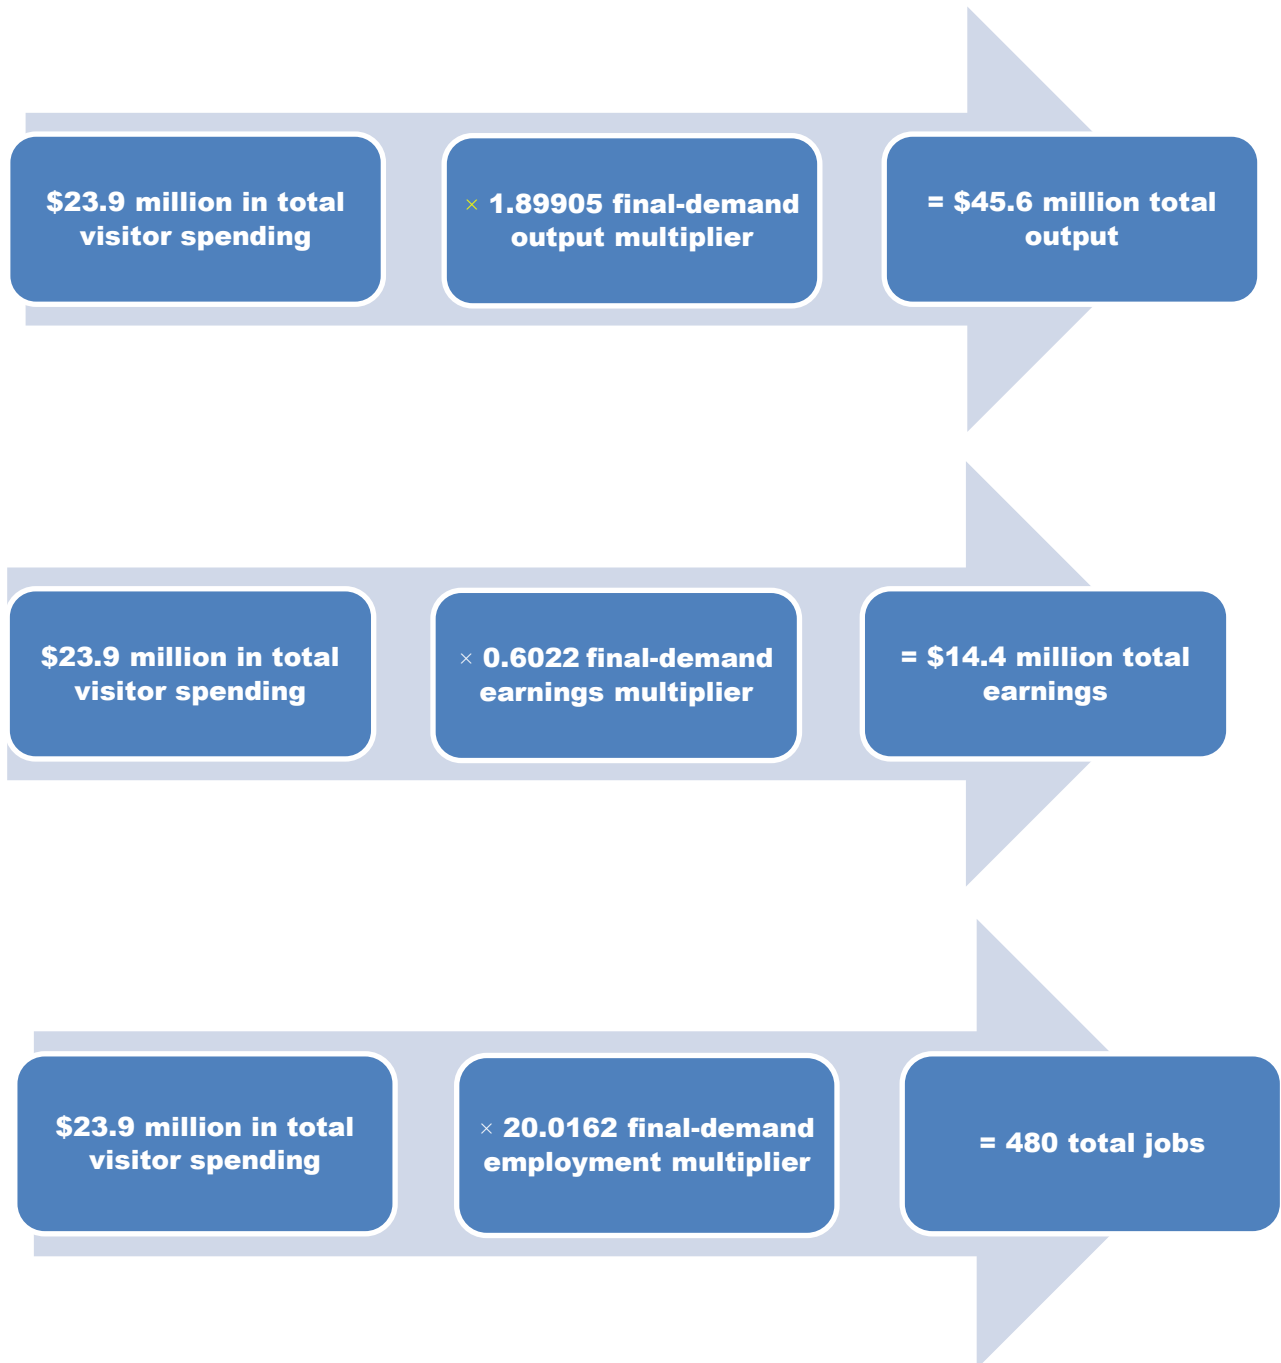 $23.9 million in total
visitor spending
× 1.89905 final-demand
output multiplier
= $45.6 million total
output
$23.9 million in total
visitor spending
× 0.6022 final-demand
earnings multiplier
= $14.4 million total
earnings
$23.9 million in total
visitor spending
× 20.0162 final-demand
employment multiplier
= 480 total jobs